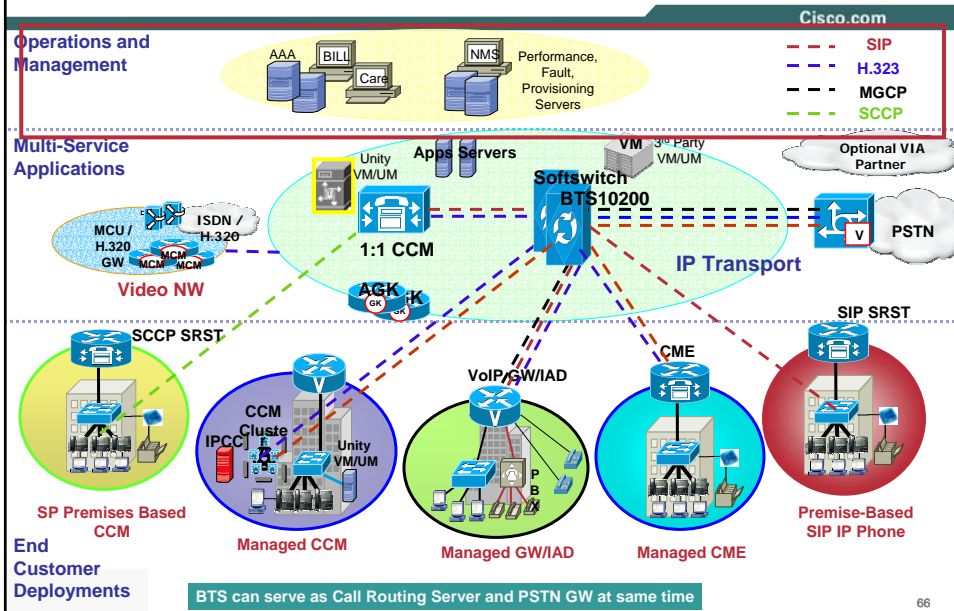 Cisco.com
Operations and
Management
AAA
BILL
Care
NMS
Performance,
Fault,
Provisioning
Servers
SIP
H.323
MGCP
SCCP
Multi-Service
Applications
Unity
VM/UM
Apps Servers
VM
3rd Party
VM/UM
Optional VIA
Partner
Softswitch
BTS10200
MCU /
H.320
GW
ISDN /
H.320
MCM
MCM
MCM
Video NW
1:1 CCM
IP Transport
V
PSTN
AGK
GK
GK
SCCP SRST
SIP SRST
V
VoIP GW/IAD
V
CME
CCM
Cluste
IPCC
Unity
VM/UM
P
B
X
SP Premises Based
CCM
Managed CCM
Managed GW/IAD
Managed CME
Premise-Based
SIP IP Phone
End
Customer
Deployments
BTS can serve as Call Routing Server and PSTN GW at same time
66